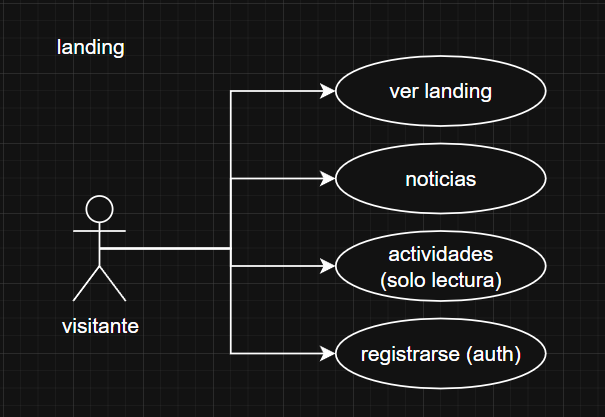 landing
ver landing
noticias
actividades
(solo lectura)
visitante
registrarse (auth)